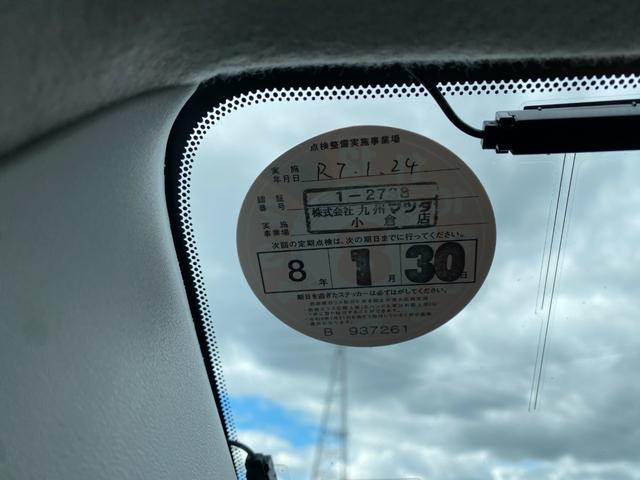 点検整備実施事業場
実施年月日 R7.1.24
認証番号 1-2738
実施事業場 株式会社 九州マツダ
小倉店
次回の定期点検は、次の期日までに行ってください。
8年 1月 30日
期日を過ぎたステッカーは必ずはがしてください。
B 937261